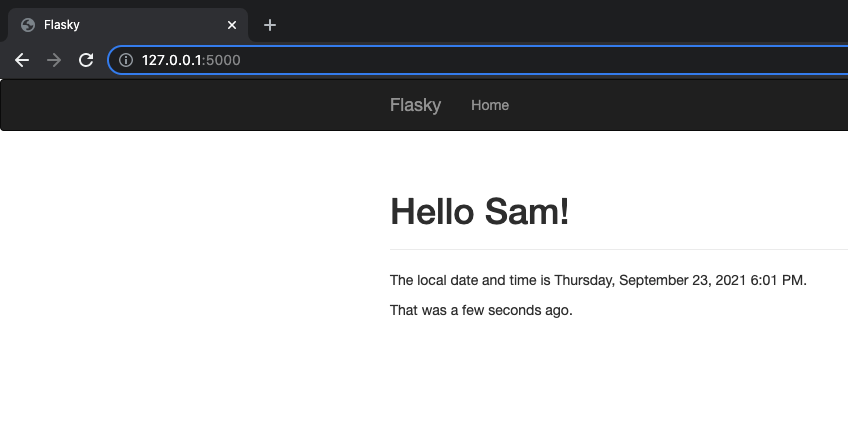 Flasky
127.0.0.1:5000
Flasky Home
Hello Sam!
The local date and time is Thursday, September 23, 2021 6:01 PM.
That was a few seconds ago.